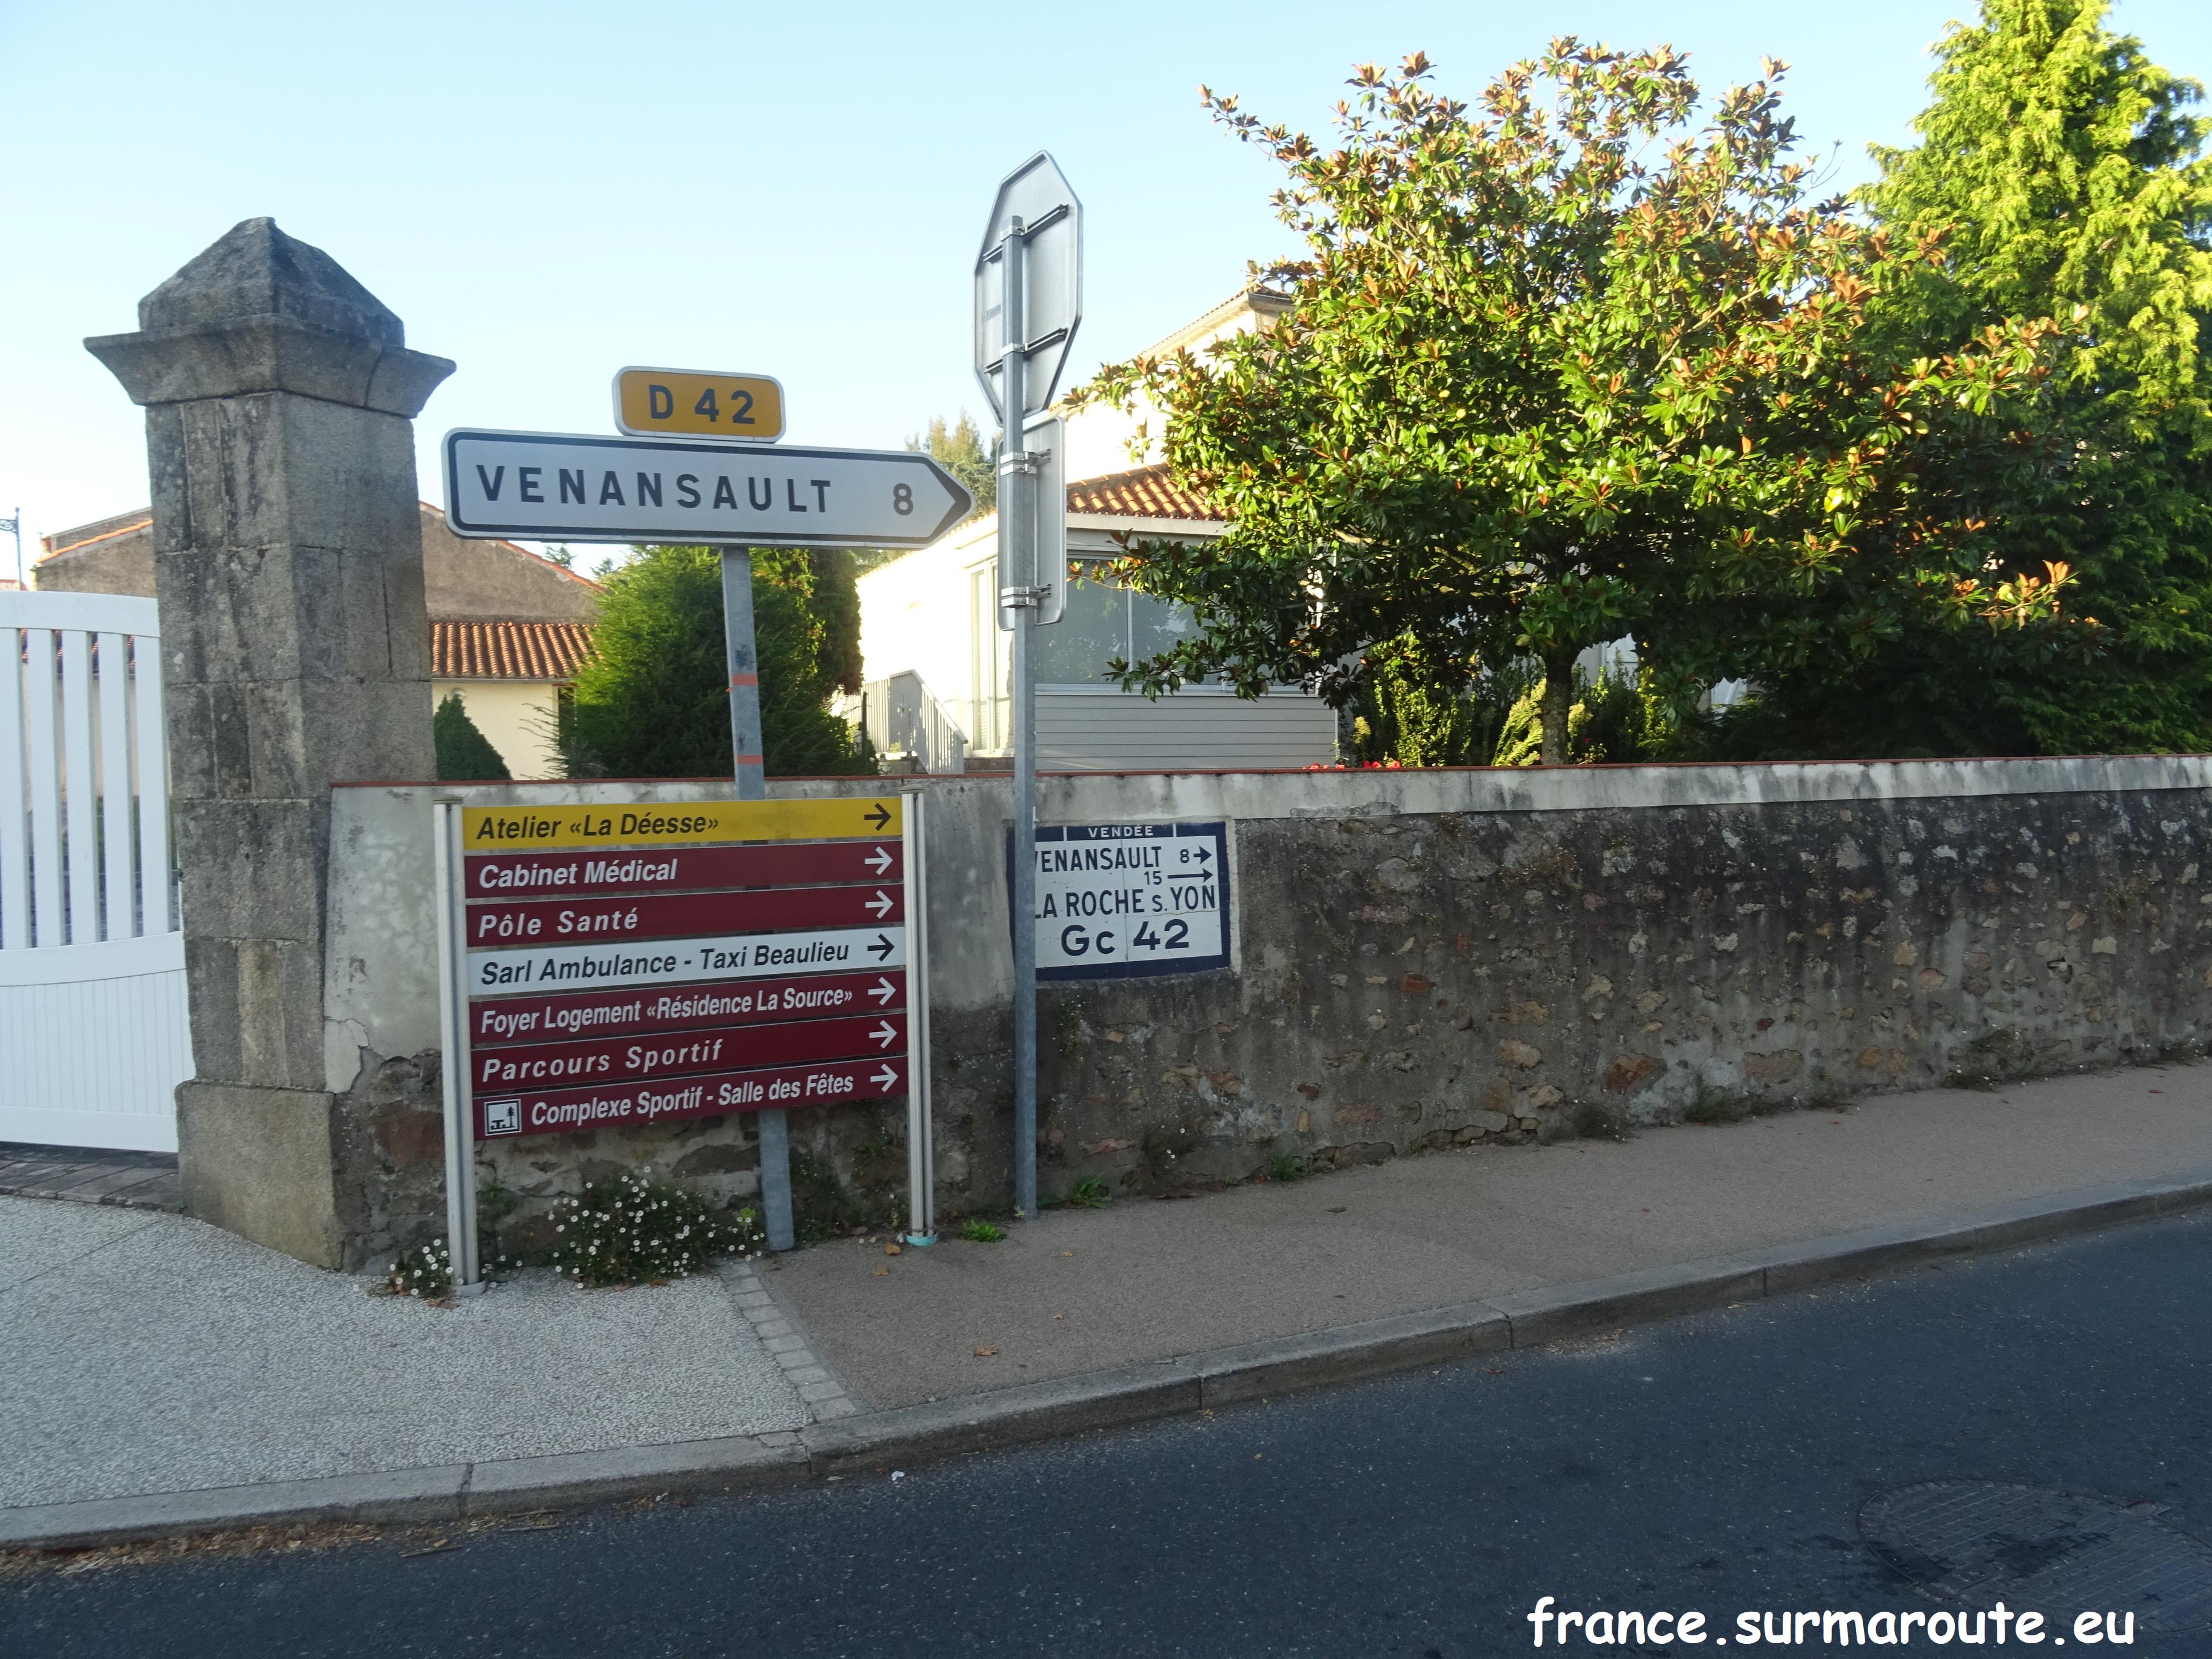 D 42
VENANSAULT 8
Atelier «La Déesse»
Cabinet Médical
Pôle Santé
Sarl Ambulance - Taxi Beaulieu
Foyer Logement «Résidence La Source»
Parcours Sportif
Complexe Sportif - Salle des Fêtes
VENDÉE
VENANSAULT 8
15
LA ROCHE S. YON
Gc 42
france.surmaroute.eu